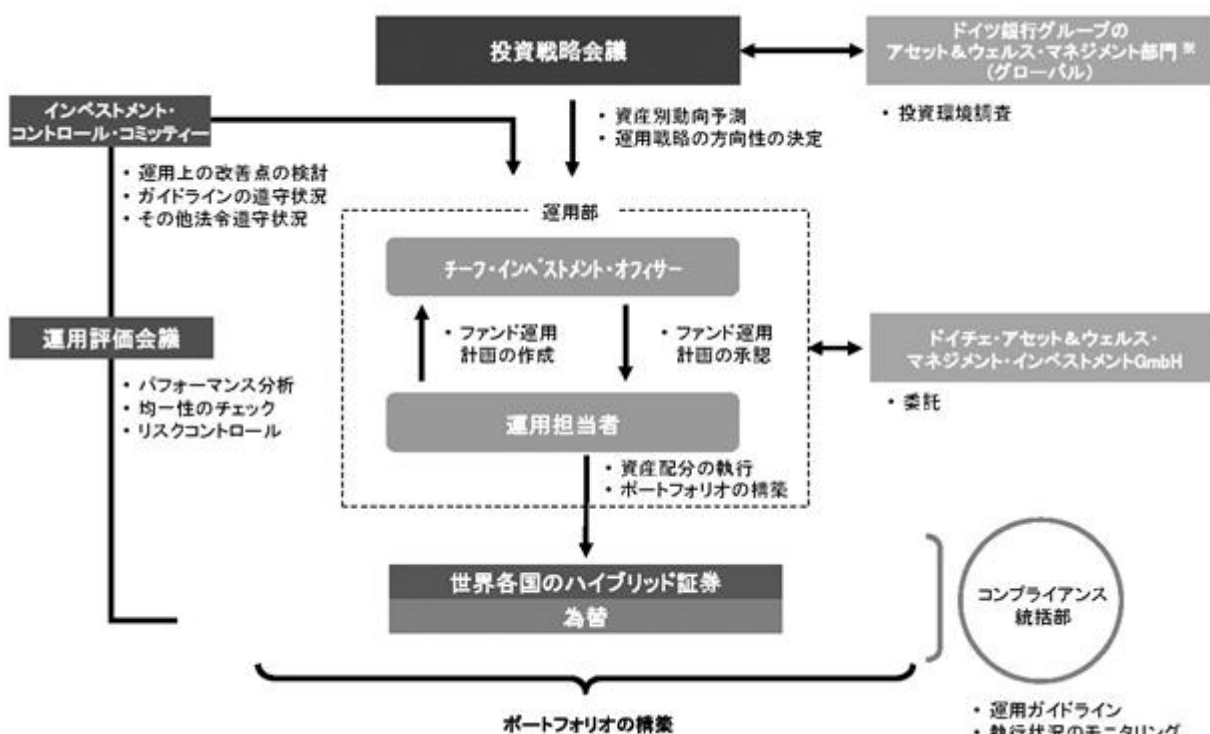 投資戦略会議
ドイツ銀行グループの
アセット&ウェルス・マネジメント部門※
(グローバル)
・投資環境調査
・資産別動向予測
・運用戦略の方向性の決定
インベストメント・
コントロール・コミッティー
・運用上の改善点の検討
・ガイドラインの遵守状況
・その他法令遵守状況
運用部
チーフ・インベストメント・オフィサー
・ファンド運用
計画の作成
・ファンド運用
計画の承認
運用評価会議
・パフォーマンス分析
・均一性のチェック
・リスクコントロール
ドイチェ・アセット&ウェルス・
マネジメント・インベストメントGmbH
・委託
運用担当者
・資産配分の執行
・ポートフォリオの構築
世界各国のハイブリッド証券
為替
コンプライアンス
統括部
ポートフォリオの構築
・運用ガイドライン
・執行状況のモニタリング